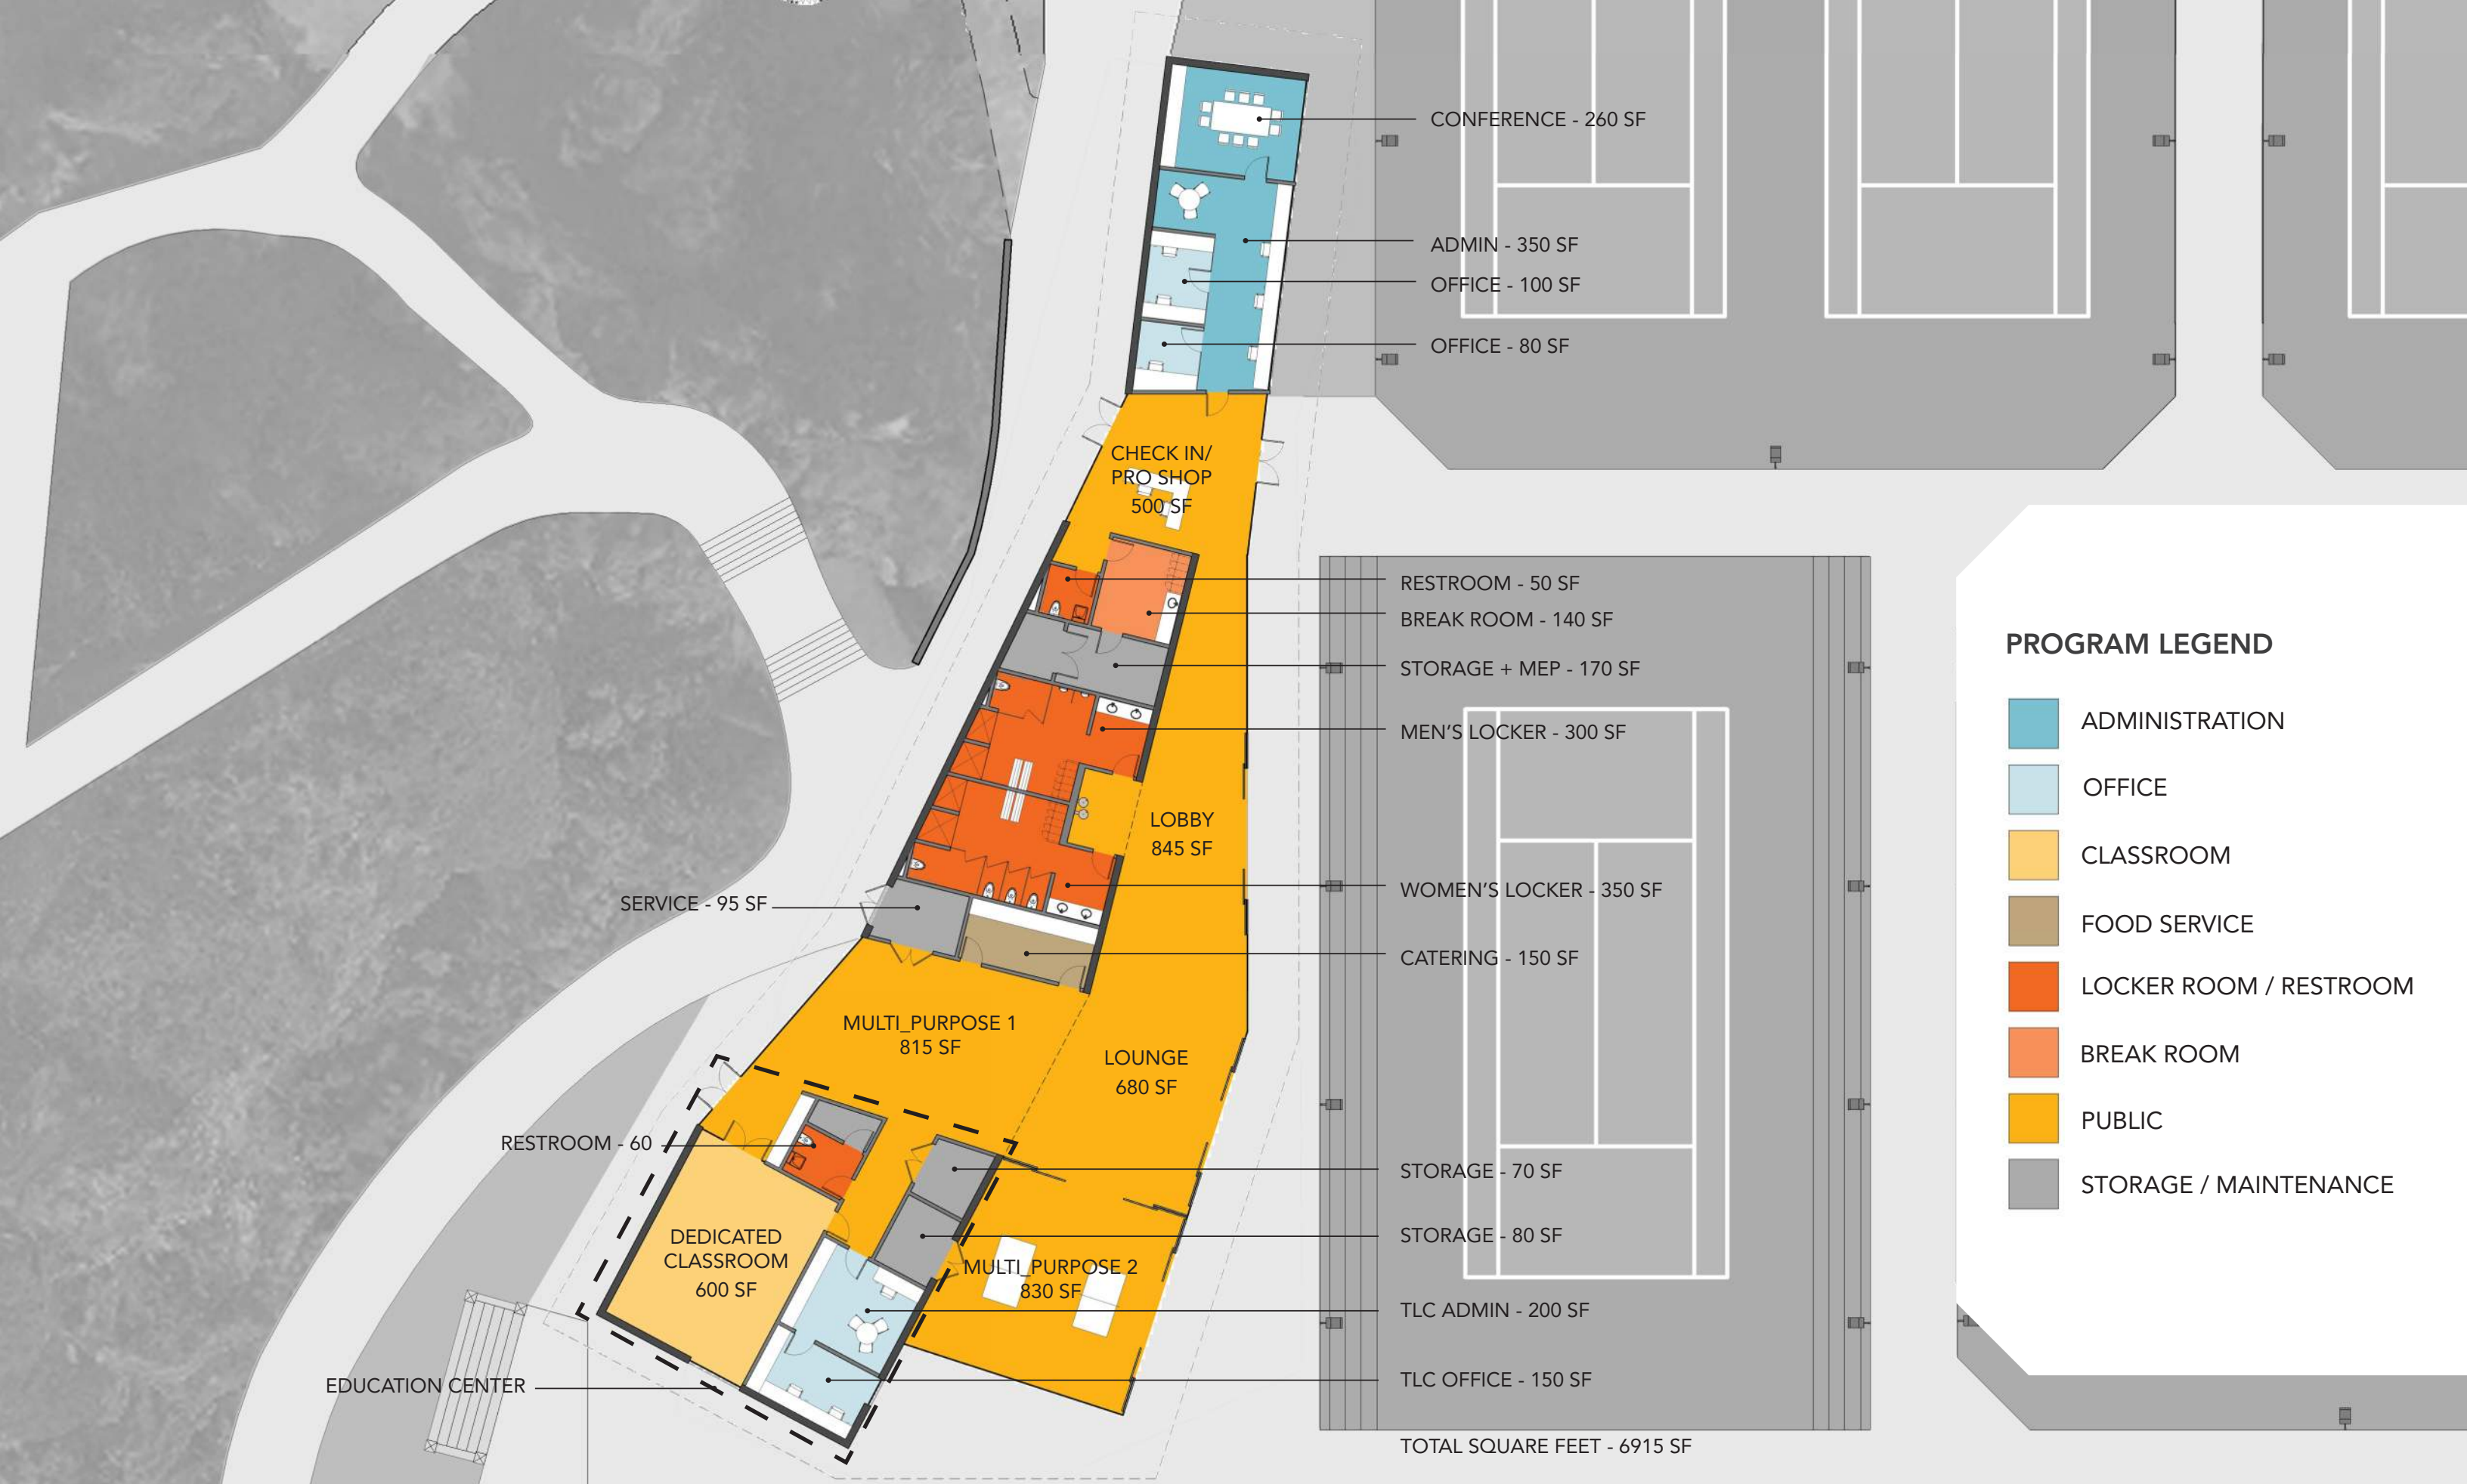 CONFERENCE - 260 SF
ADMIN - 350 SF
OFFICE - 100 SF
OFFICE - 80 SF
CHECK IN/
PRO SHOP
500 SF
RESTROOM - 50 SF
BREAK ROOM - 140 SF
STORAGE + MEP - 170 SF
MEN'S LOCKER - 300 SF
LOBBY
845 SF
WOMEN'S LOCKER - 350 SF
SERVICE - 95 SF
CATERING - 150 SF
MULTI_PURPOSE 1
815 SF
LOUNGE
680 SF
RESTROOM - 60
STORAGE - 70 SF
STORAGE - 80 SF
DEDICATED
CLASSROOM
600 SF
MULTI_PURPOSE 2
830 SF
TLC ADMIN - 200 SF
TLC OFFICE - 150 SF
EDUCATION CENTER
TOTAL SQUARE FEET - 6915 SF
PROGRAM LEGEND
ADMINISTRATION
OFFICE
CLASSROOM
FOOD SERVICE
LOCKER ROOM / RESTROOM
BREAK ROOM
PUBLIC
STORAGE / MAINTENANCE